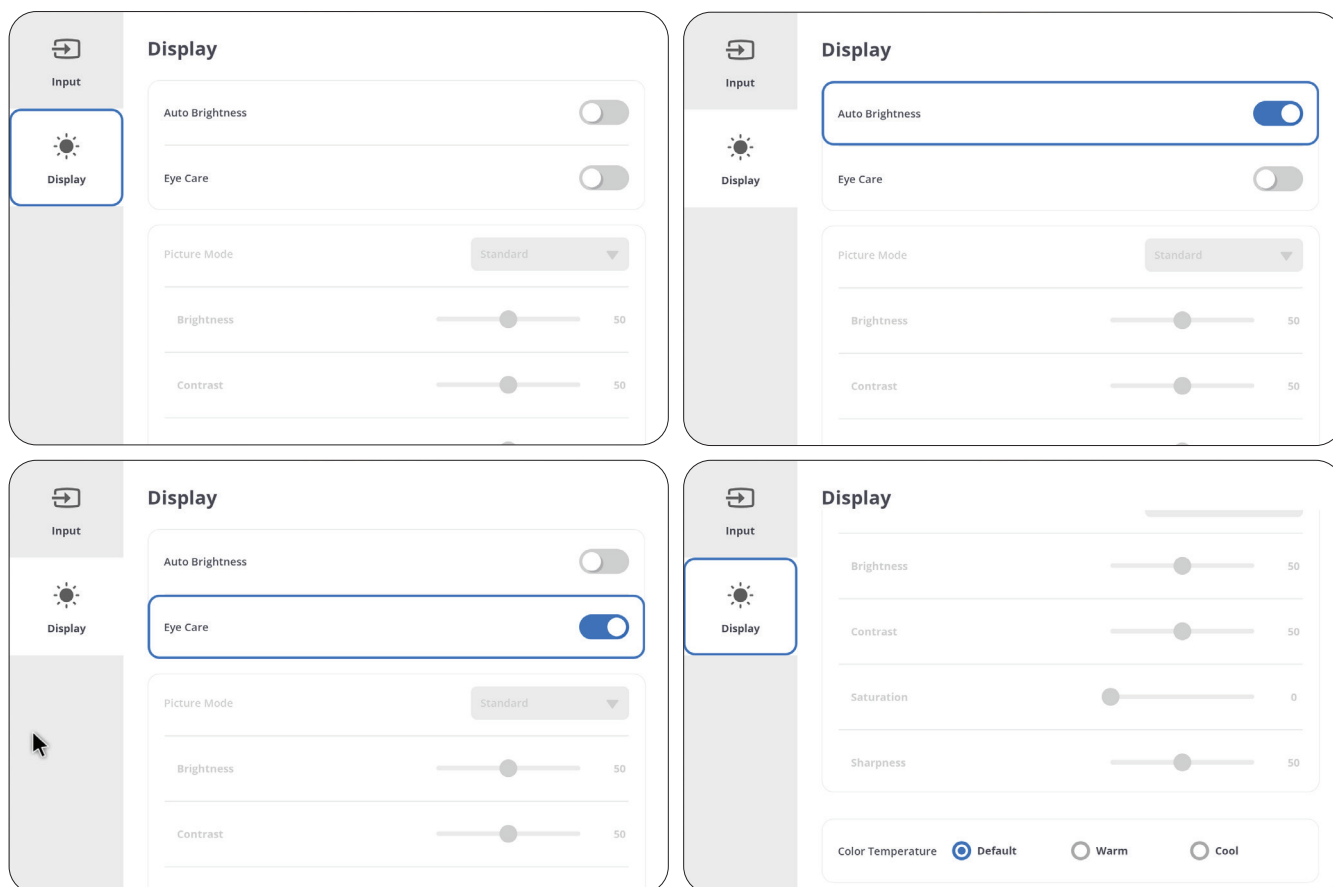 Input
Display
Display
Auto Brightness
Eye Care
Picture Mode Standard
Brightness 50
Contrast 50
Input
Display
Display
Auto Brightness
Eye Care
Picture Mode Standard
Brightness 50
Contrast 50
Input
Display
Display
Auto Brightness
Eye Care
Picture Mode Standard
Brightness 50
Contrast 50
Input
Display
Display
Brightness 50
Contrast 50
Saturation 0
Sharpness 50
Color Temperature Default Warm Cool